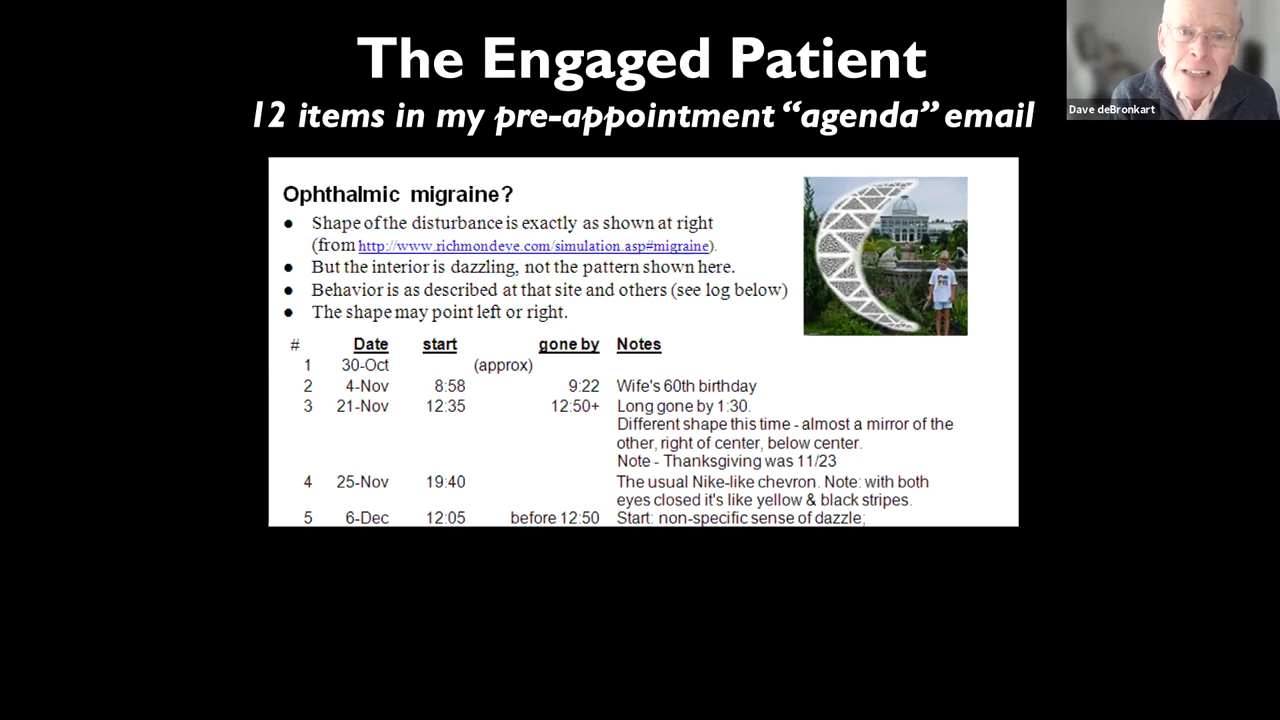 The Engaged Patient
12 items in my pre-appointment “agenda” email
Dave deBronkart
Ophthalmic migraine?
● Shape of the disturbance is exactly as shown at right
(from http://www.richmondeye.com/simulation.asp#migraine).
● But the interior is dazzling, not the pattern shown here.
● Behavior is as described at that site and others (see log below)
● The shape may point left or right.
# Date start gone by Notes
1 30-Oct (approx)
2 4-Nov 8:58 9:22 Wife's 60th birthday
3 21-Nov 12:35 12:50+ Long gone by 1:30.
Different shape this time - almost a mirror of the
other, right of center, below center.
Note - Thanksgiving was 11/23
4 25-Nov 19:40 The usual Nike-like chevron. Note: with both
eyes closed it's like yellow & black stripes.
5 6-Dec 12:05 before 12:50 Start: non-specific sense of dazzle;